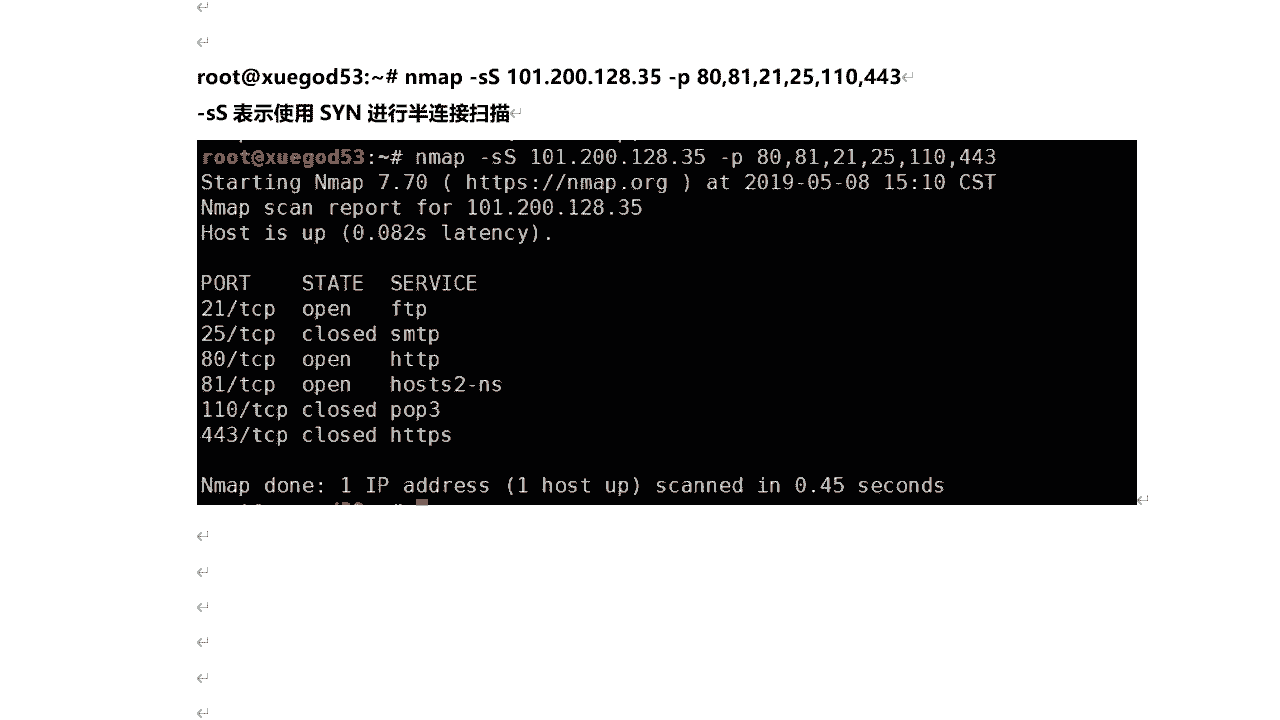 root@xuegod53:~# nmap -sS 101.200.128.35 -p 80,81,21,25,110,443
-sS 表示使用 SYN 进行半连接扫描
root@xuegod53:~# nmap -sS 101.200.128.35 -p 80,81,21,25,110,443
Starting Nmap 7.70 ( https://nmap.org ) at 2019-05-08 15:10 CST
Nmap scan report for 101.200.128.35
Host is up (0.082s latency).
PORT    STATE  SERVICE
21/tcp  open   ftp
25/tcp  closed smtp
80/tcp  open   http
81/tcp  open   hosts2-ns
110/tcp closed pop3
443/tcp closed https
Nmap done: 1 IP address (1 host up) scanned in 0.45 seconds